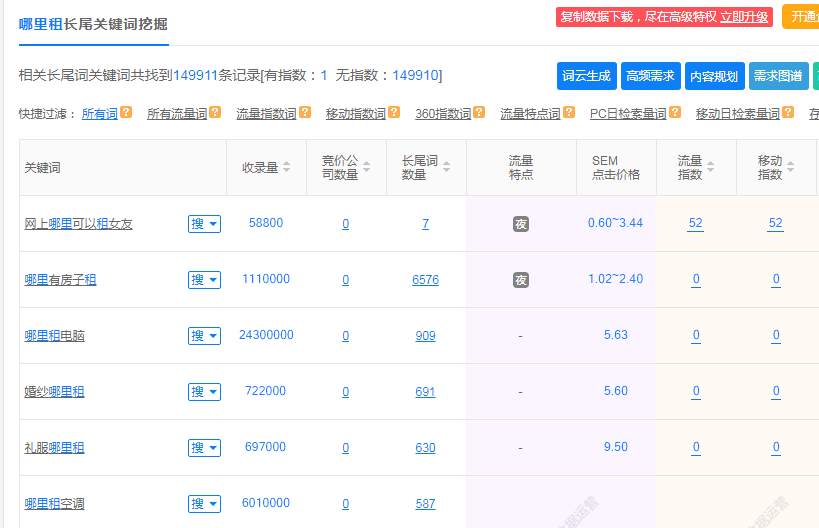 哪里租长尾关键词挖掘
复制数据下载，尽在高级特权 立即升级
相关长尾词关键词共找到149911条记录[有指数：1 无指数：149910]
词云生成 高频需求 内容规划 需求图谱
快捷过滤： 所有词? 所有流量词? 流量指数词? 移动指数词? 360指数词? 流量特点词? PC日检索量词? 移动日检索量词?
关键词 收录量 竞价公司数量 长尾词数量 流量特点 SEM点击价格 流量指数 移动指数
网上哪里可以租女友 搜 58800 0 7 夜 0.60~3.44 52 52
哪里有房子租 搜 1110000 0 6576 夜 1.02~2.40 0 0
哪里租电脑 搜 24300000 0 909 - 5.63 0 0
婚纱哪里租 搜 722000 0 691 - 5.60 0 0
礼服哪里租 搜 697000 0 630 - 9.50 0 0
哪里租空调 搜 6010000 0 587